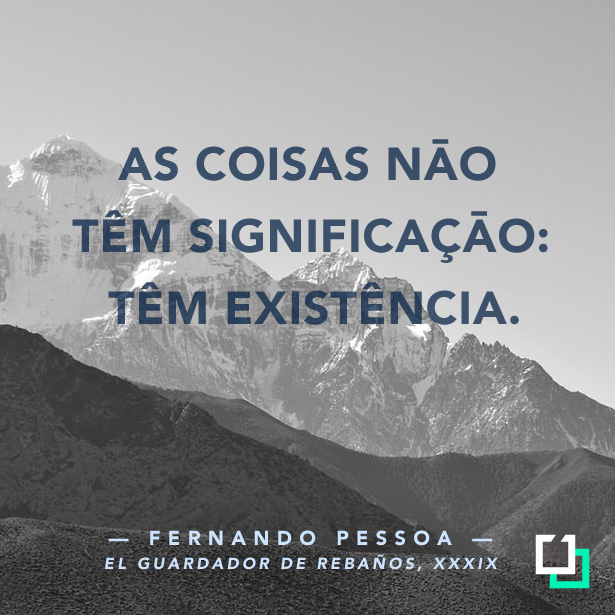 AS COISAS NÃO
TÊM SIGNIFICAÇÃO:
TÊM EXISTÊNCIA.
— FERNANDO PESSOA —
EL GUARDADOR DE REBAÑOS, XXXIX